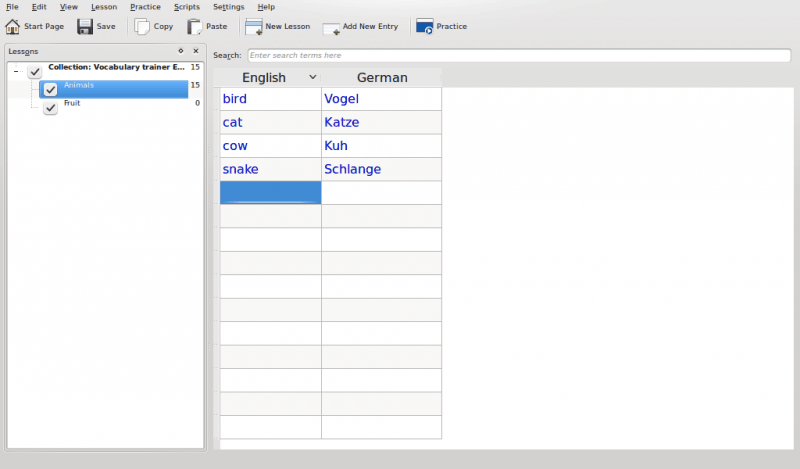 File Edit View Lesson Practice Scripts Settings Help
Start Page Save Copy Paste New Lesson Add New Entry Practice
Lessons
Search: Enter search terms here
Collection: Vocabulary trainer E... 15
Animals 15
Fruit 0
English German
bird Vogel
cat Katze
cow Kuh
snake Schlange